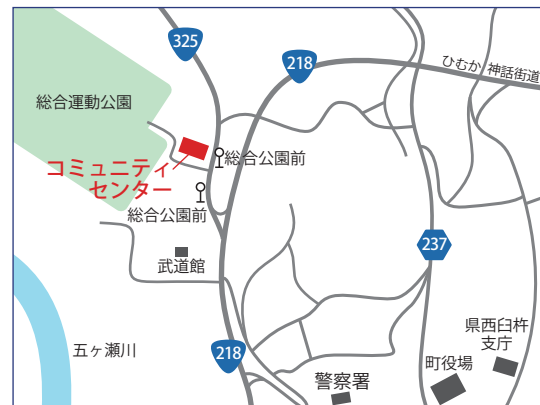 325
218
ひむか神話街道
総合運動公園
コミュニティ
センター
総合公園前
総合公園前
武道館
237
五ヶ瀬川
218
県西臼杵
支庁
町役場
警察署